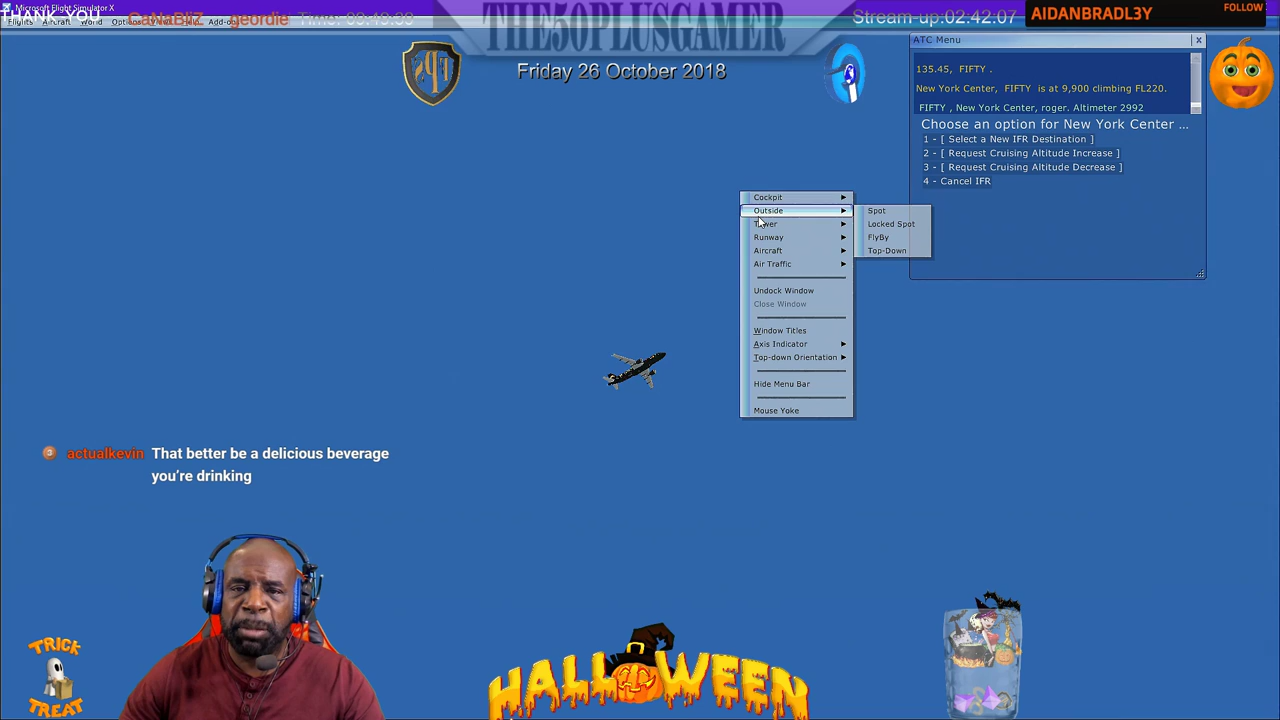 Microsoft Flight Simulator X
THANK YOU
CaNaBliZ
geordie
Flights Aircraft World Options
Add-ons
THE50PLUSGAMER
Stream-up:02:42:07
AIDANBRADL3Y
FOLLOW
Friday 26 October 2018
ATC Menu
135.45, FIFTY .
New York Center, FIFTY is at 9,900 climbing FL220.
FIFTY , New York Center, roger. Altimeter 2992
Choose an option for New York Center ...
1 - [ Select a New IFR Destination ]
2 - [ Request Cruising Altitude Increase ]
3 - [ Request Cruising Altitude Decrease ]
4 - Cancel IFR
Cockpit
Outside
Tower
Runway
Aircraft
Air Traffic
Undock Window
Close Window
Window Titles
Axis Indicator
Top-down Orientation
Hide Menu Bar
Mouse Yoke
Spot
Locked Spot
FlyBy
Top-Down
3 actualkevin That better be a delicious beverage
you're drinking
TRICK
TREAT
HALLOWEEN